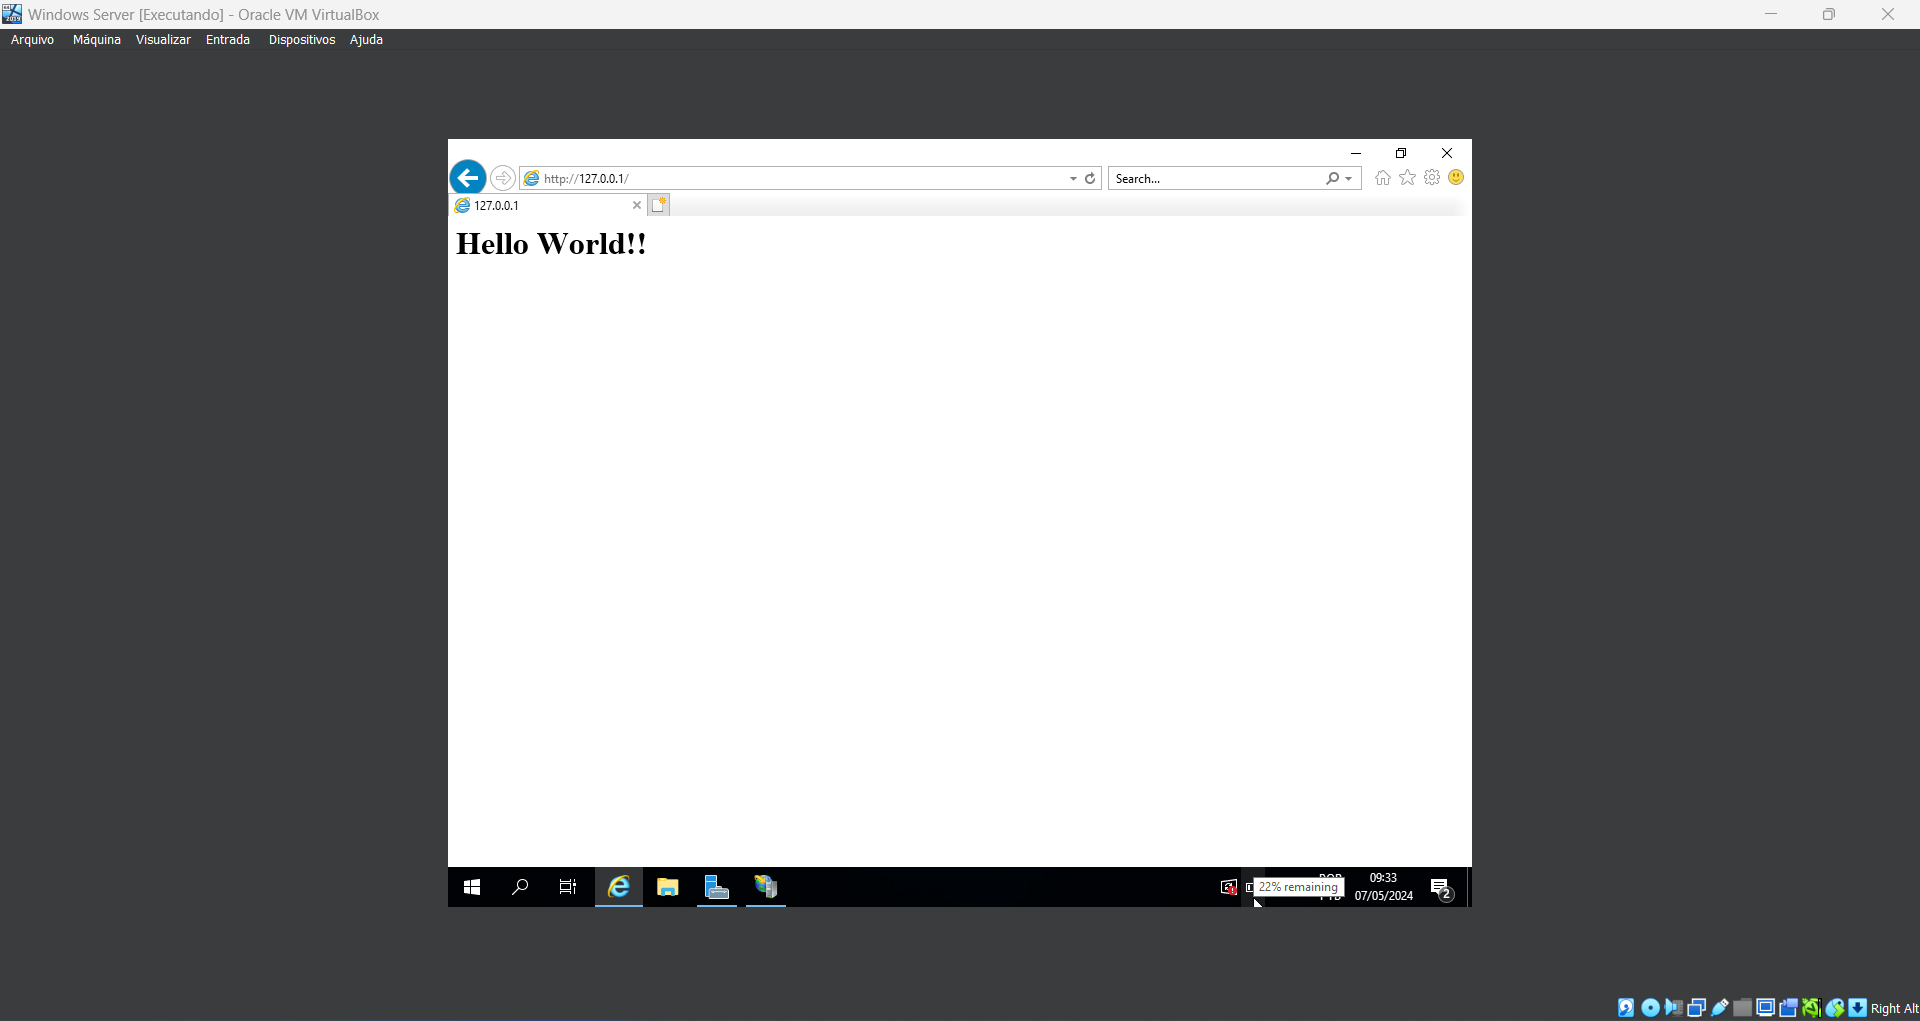 Windows Server [Executando] - Oracle VM VirtualBox
Arquivo Máquina Visualizar Entrada Dispositivos Ajuda
http://127.0.0.1/
Search...
127.0.0.1
Hello World!!
22% remaining
09:33
07/05/2024
2
Right Alt